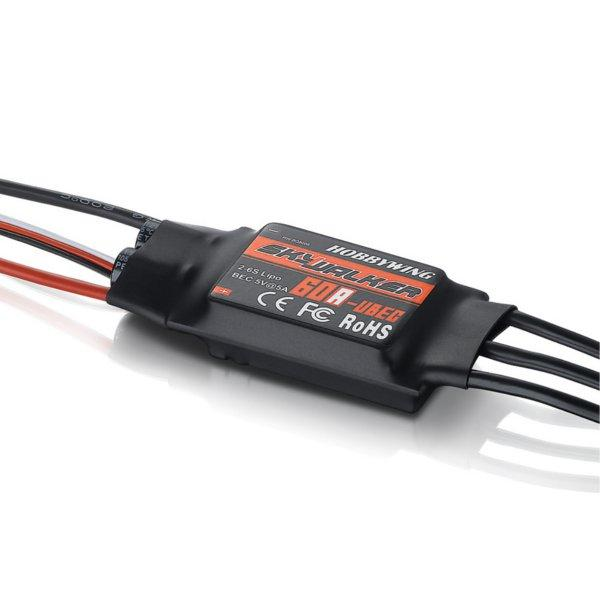 HOBBYWING
SKYWALKER
2-6S Lipo
60A-UBEC
BEC 5V@5A
CE FC RoHS